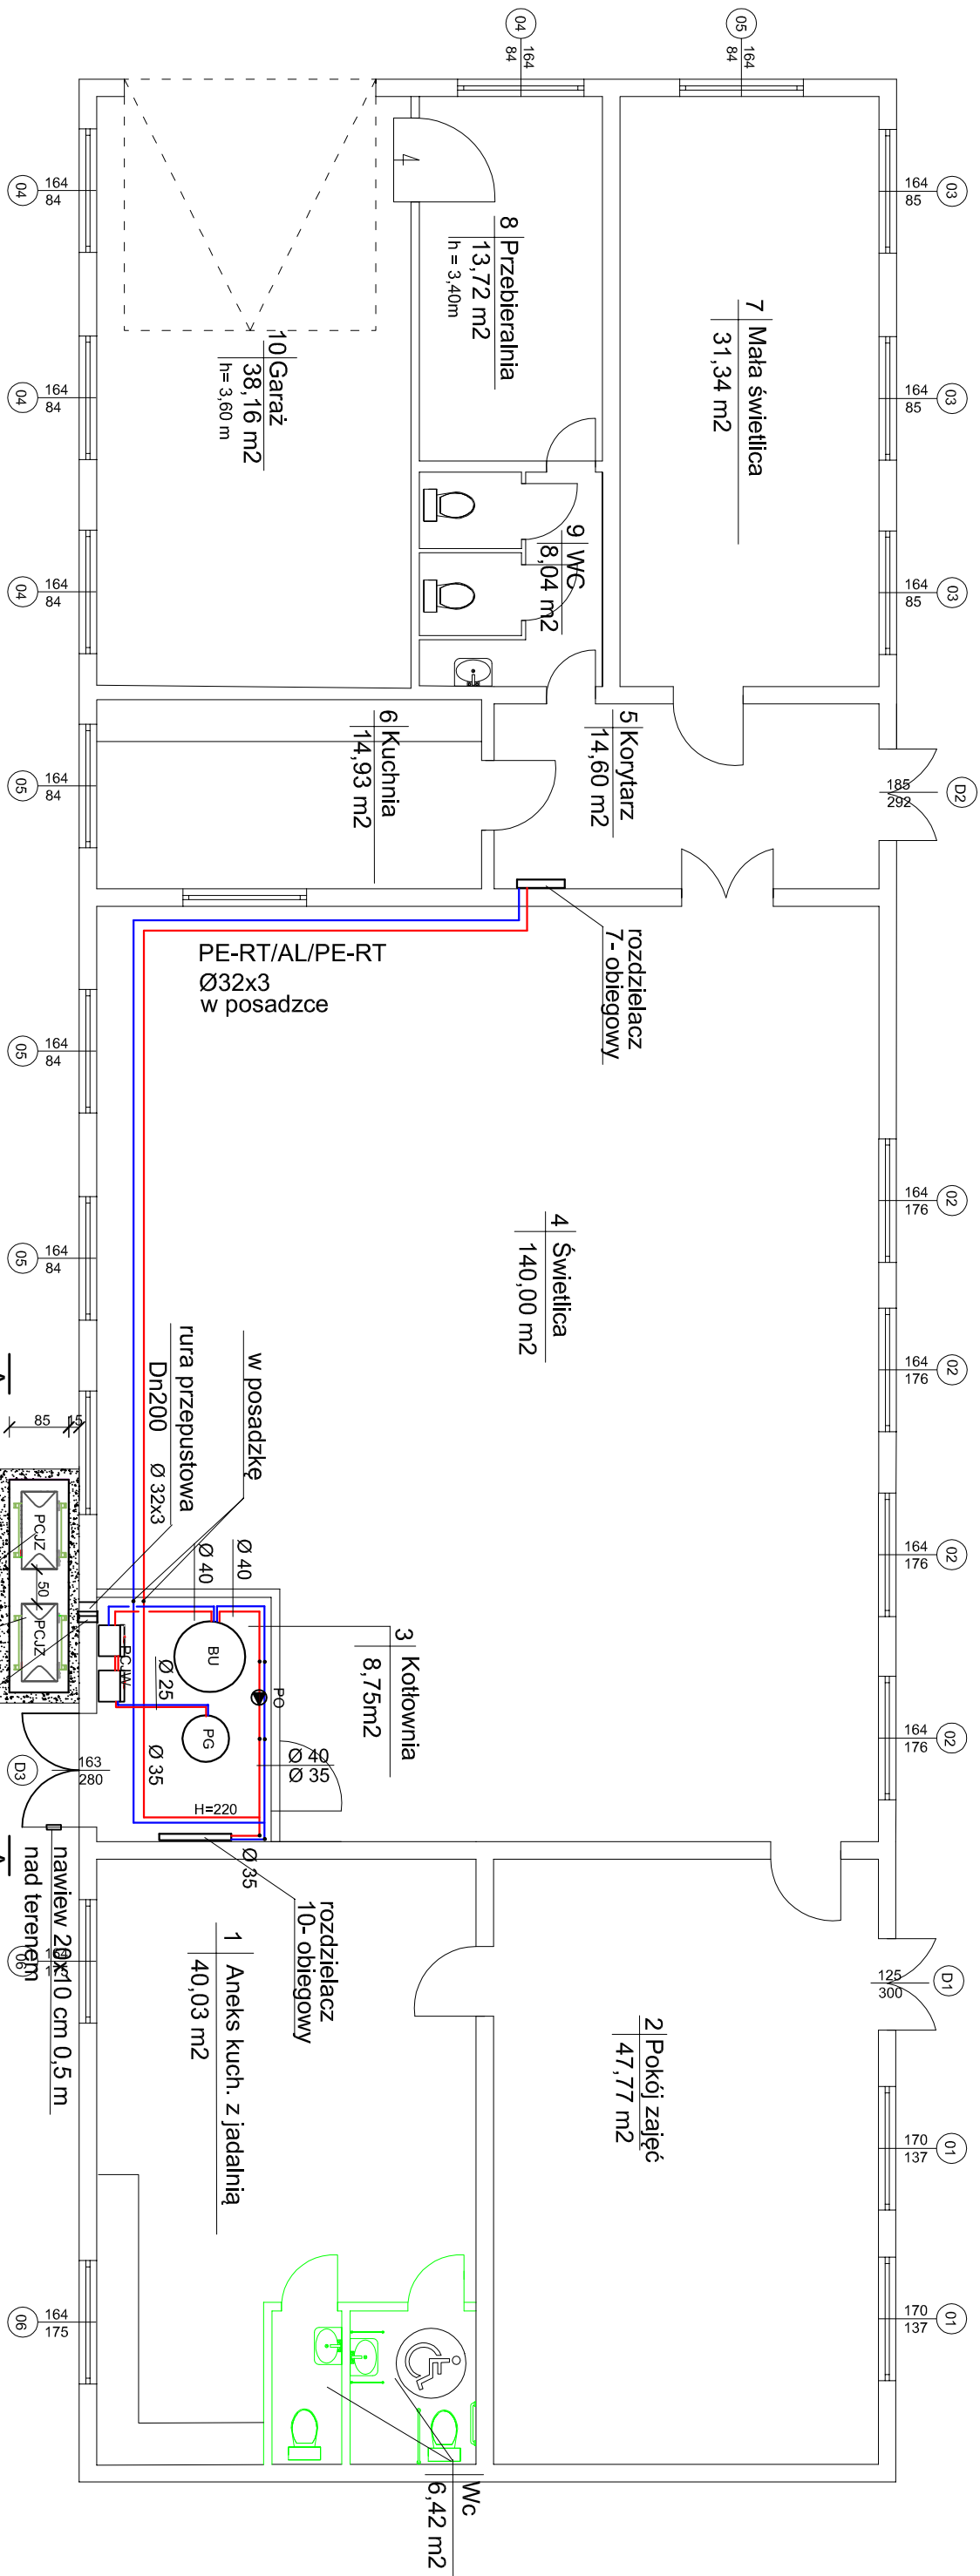 04
164
84
05
164
84
04
164
84
04
164
84
04
164
84
05
164
84
05
164
84
05
164
84
03
164
85
03
164
85
03
164
85
D2
185
292
02
164
176
02
164
176
02
164
176
02
164
176
D1
125
300
01
170
137
01
170
137
7 Mała świetlica
31,34 m2
8 Przebieralnia
13,72 m2
h = 3,40m
10 Garaż
38,16 m2
h= 3,60 m
9 WC
8,04 m2
5 Korytarz
14,60 m2
6 Kuchnia
14,93 m2
rozdzielacz
7- obiegowy
PE-RT/AL/PE-RT
Ø32x3
w posadzce
4 Świetlica
140,00 m2
w posadzkę
rura przepustowa
Dn200 Ø 32x3
Ø 40
Ø 40
3 Kotłownia
8,75m2
BU
PG
PO
PCJW
Ø 25
Ø 35
Ø 40
Ø 35
H=220
Ø 35
85
15
A
PCJZ
50
PCJZ
D3
163
280
A
nawiew 20x10 cm 0,5 m
nad terenem
06
164
175
rozdzielacz
10- obiegowy
1 Aneks kuch. z jadalnią
40,03 m2
2 Pokój zajęć
47,77 m2
06
164
175
Wc
6,42 m2